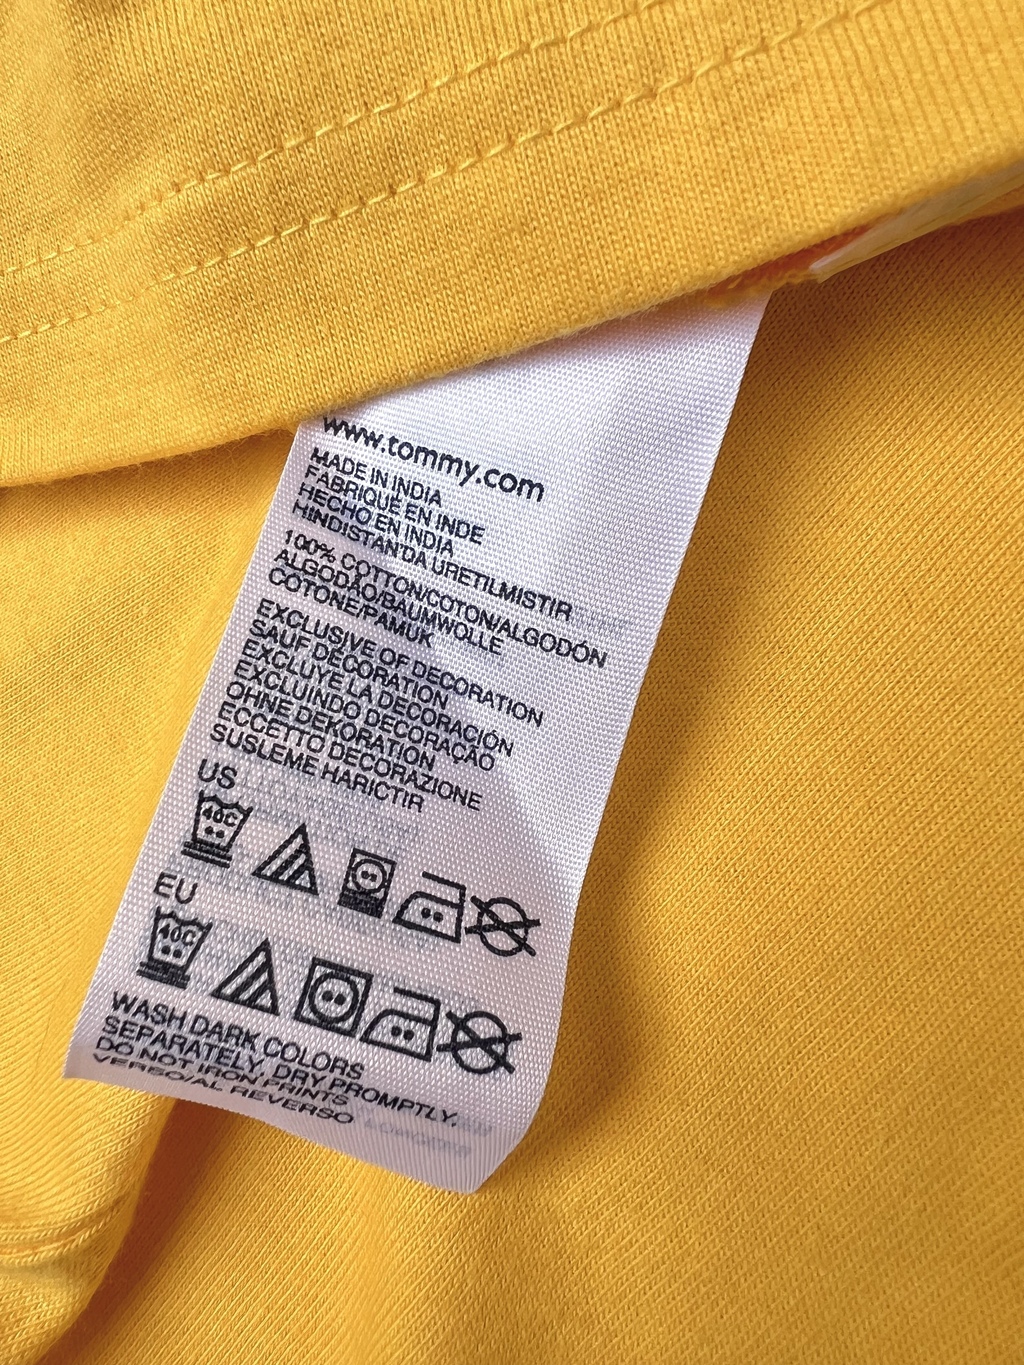 www.tommy.com
MADE IN INDIA
FABRIQUÉ EN INDE
HECHO EN INDIA
HINDISTAN'DA URETILMISTIR
100% COTTON/COTON/ALGODÓN
ALGODÃO/BAUMWOLLE
COTONE/PAMUK
EXCLUSIVE OF DECORATION
SAUF DÉCORATION
EXCLUYE LA DECORACIÓN
EXCLUINDO DECORAÇÃO
OHNE DEKORATION
ECCETTO DECORAZIONE
SUSLEME HARICTIR
US
40C
EU
40C
WASH DARK COLORS
SEPARATELY, DRY PROMPTLY,
DO NOT IRON PRINTS
VERSO/AL REVERSO